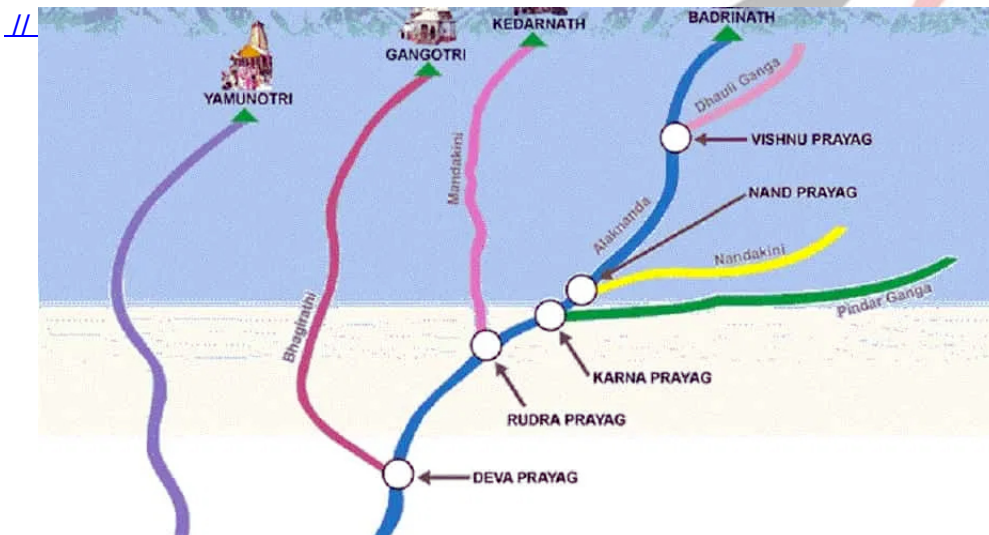 //
KEDARNATH
BADRINATH
GANGOTRI
YAMUNOTRI
Dhauli Ganga
VISHNU PRAYAG
Mandakini
NAND PRAYAG
Alaknanda
Nandakini
Pindar Ganga
Bhagirathi
KARNA PRAYAG
RUDRA PRAYAG
DEVA PRAYAG